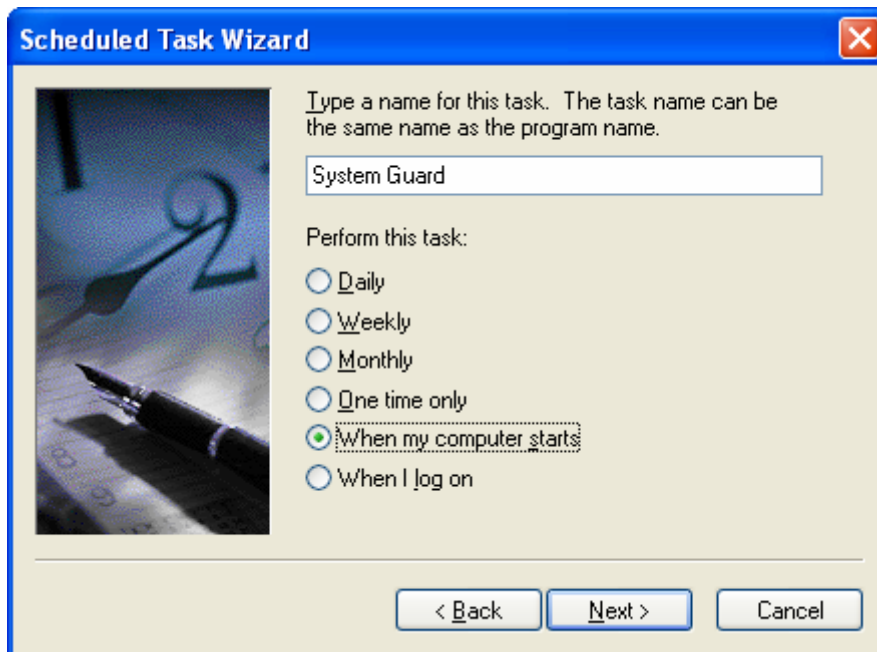 Scheduled Task Wizard
Type a name for this task. The task name can be
the same name as the program name.
System Guard
Perform this task:
Daily
Weekly
Monthly
One time only
When my computer starts
When I log on
< Back
Next >
Cancel